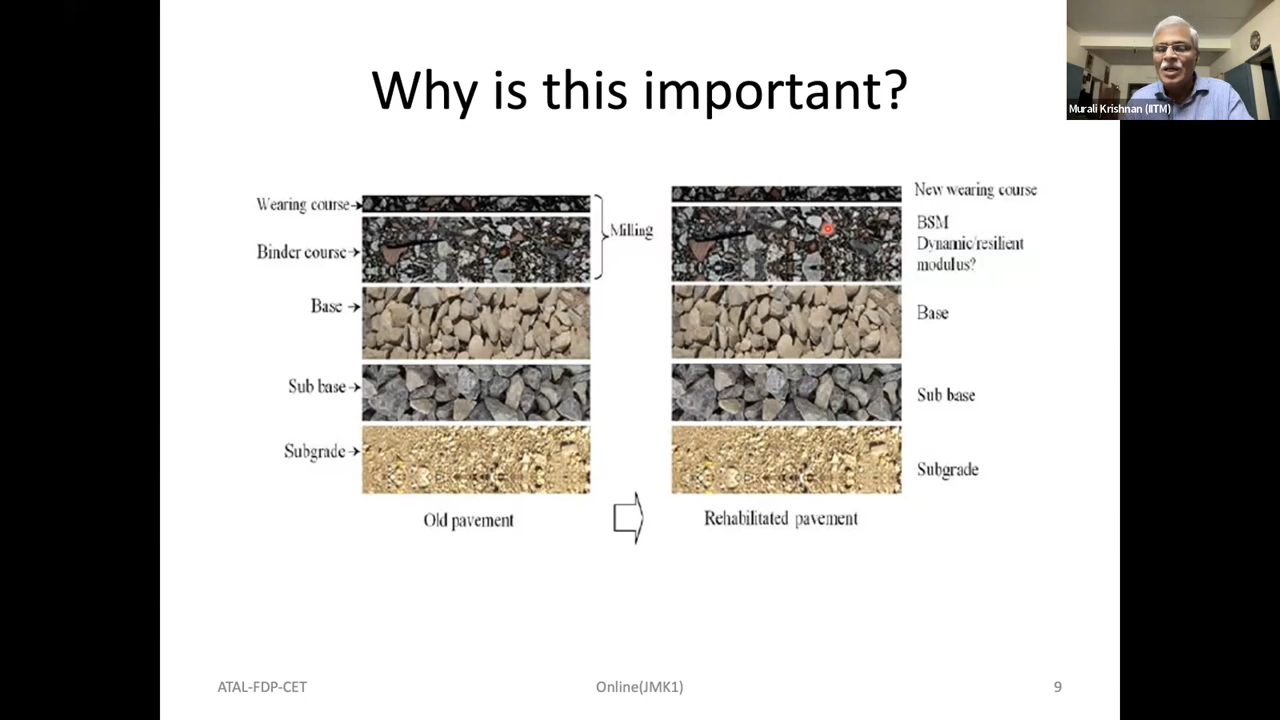 Murali Krishnan (IITM)
Why is this important?
Wearing course
Binder course
Base
Sub base
Subgrade
Milling
Old pavement
New wearing course
BSM
Dynamic/resilient
modulus?
Base
Sub base
Subgrade
Rehabilitated pavement
ATAL-FDP-CET
Online(JMK1)
9